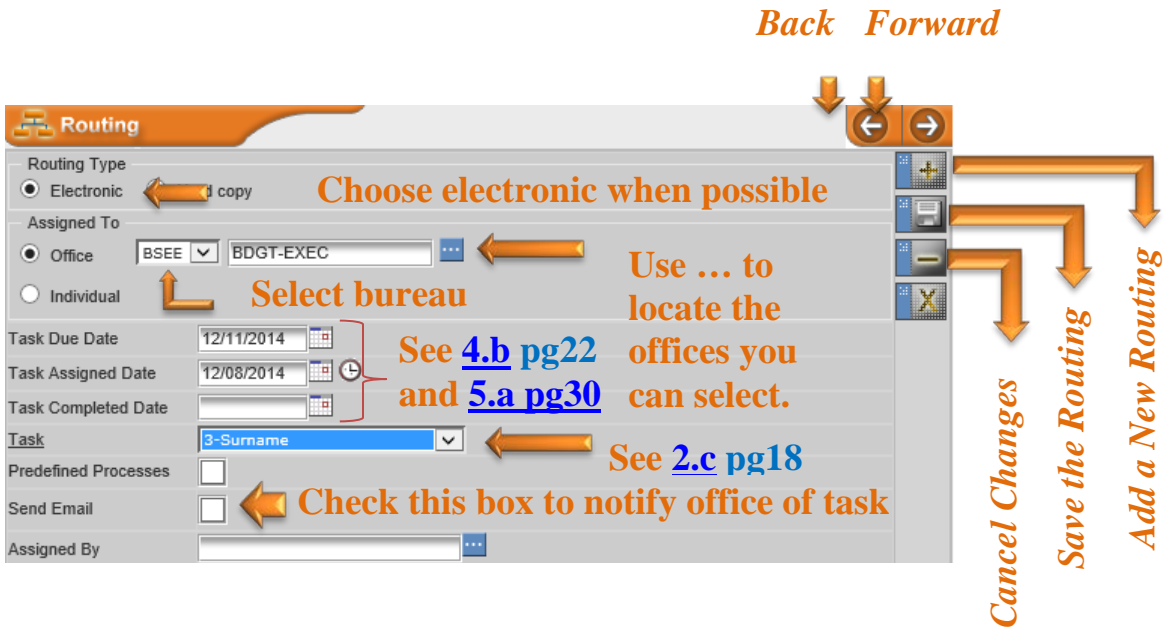 Back Forward
Routing
Routing Type
Electronic d copy
Choose electronic when possible
Assigned To
Office BSEE BDGT-EXEC
Individual
Select bureau
Use … to
locate the
offices you
can select.
Task Due Date 12/11/2014
Task Assigned Date 12/08/2014
Task Completed Date
See 4.b pg22
and 5.a pg30
Task 3-Surname
See 2.c pg18
Predefined Processes
Send Email
Check this box to notify office of task
Assigned By
Cancel Changes
Save the Routing
Add a New Routing